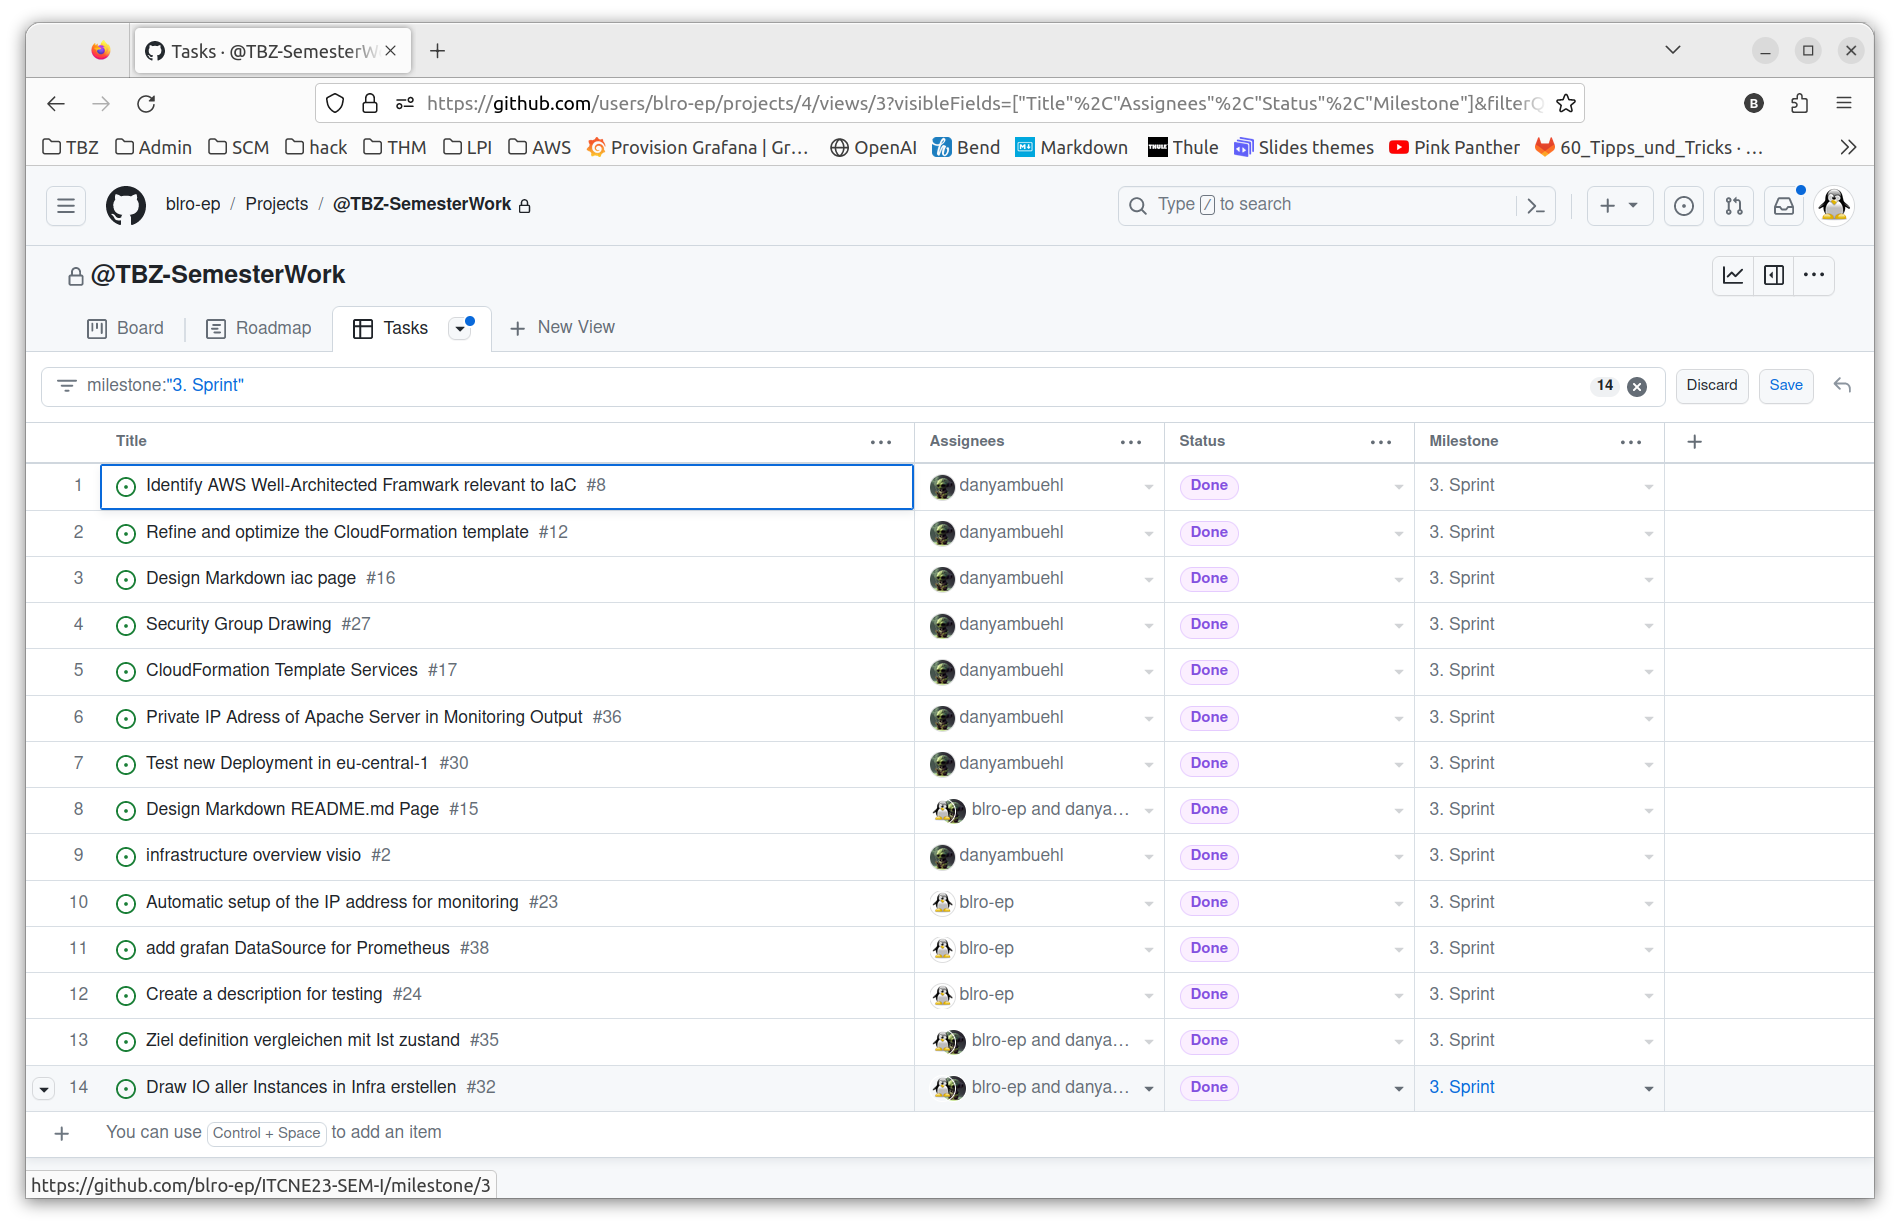 Tasks · @TBZ-SemesterW
https://github.com/users/blro-ep/projects/4/views/3?visibleFields=["Title"%2C"Assignees"%2C"Status"%2C"Milestone"]&filterQ
B
TBZ Admin SCM hack THM LPI AWS Provision Grafana | Gr... OpenAI Bend Markdown Thule Slides themes Pink Panther 60_Tipps_und_Tricks · ...
blro-ep / Projects / @TBZ-SemesterWork
Type / to search
@TBZ-SemesterWork
Board Roadmap Tasks New View
milestone:"3. Sprint" 14 Discard Save
Title Assignees Status Milestone
1 Identify AWS Well-Architected Framwark relevant to IaC #8 danyambuehl Done 3. Sprint
2 Refine and optimize the CloudFormation template #12 danyambuehl Done 3. Sprint
3 Design Markdown iac page #16 danyambuehl Done 3. Sprint
4 Security Group Drawing #27 danyambuehl Done 3. Sprint
5 CloudFormation Template Services #17 danyambuehl Done 3. Sprint
6 Private IP Adress of Apache Server in Monitoring Output #36 danyambuehl Done 3. Sprint
7 Test new Deployment in eu-central-1 #30 danyambuehl Done 3. Sprint
8 Design Markdown README.md Page #15 blro-ep and danya... Done 3. Sprint
9 infrastructure overview visio #2 danyambuehl Done 3. Sprint
10 Automatic setup of the IP address for monitoring #23 blro-ep Done 3. Sprint
11 add grafan DataSource for Prometheus #38 blro-ep Done 3. Sprint
12 Create a description for testing #24 blro-ep Done 3. Sprint
13 Ziel definition vergleichen mit Ist zustand #35 blro-ep and danya... Done 3. Sprint
14 Draw IO aller Instances in Infra erstellen #32 blro-ep and danya... Done 3. Sprint
You can use Control + Space to add an item
https://github.com/blro-ep/ITCNE23-SEM-I/milestone/3